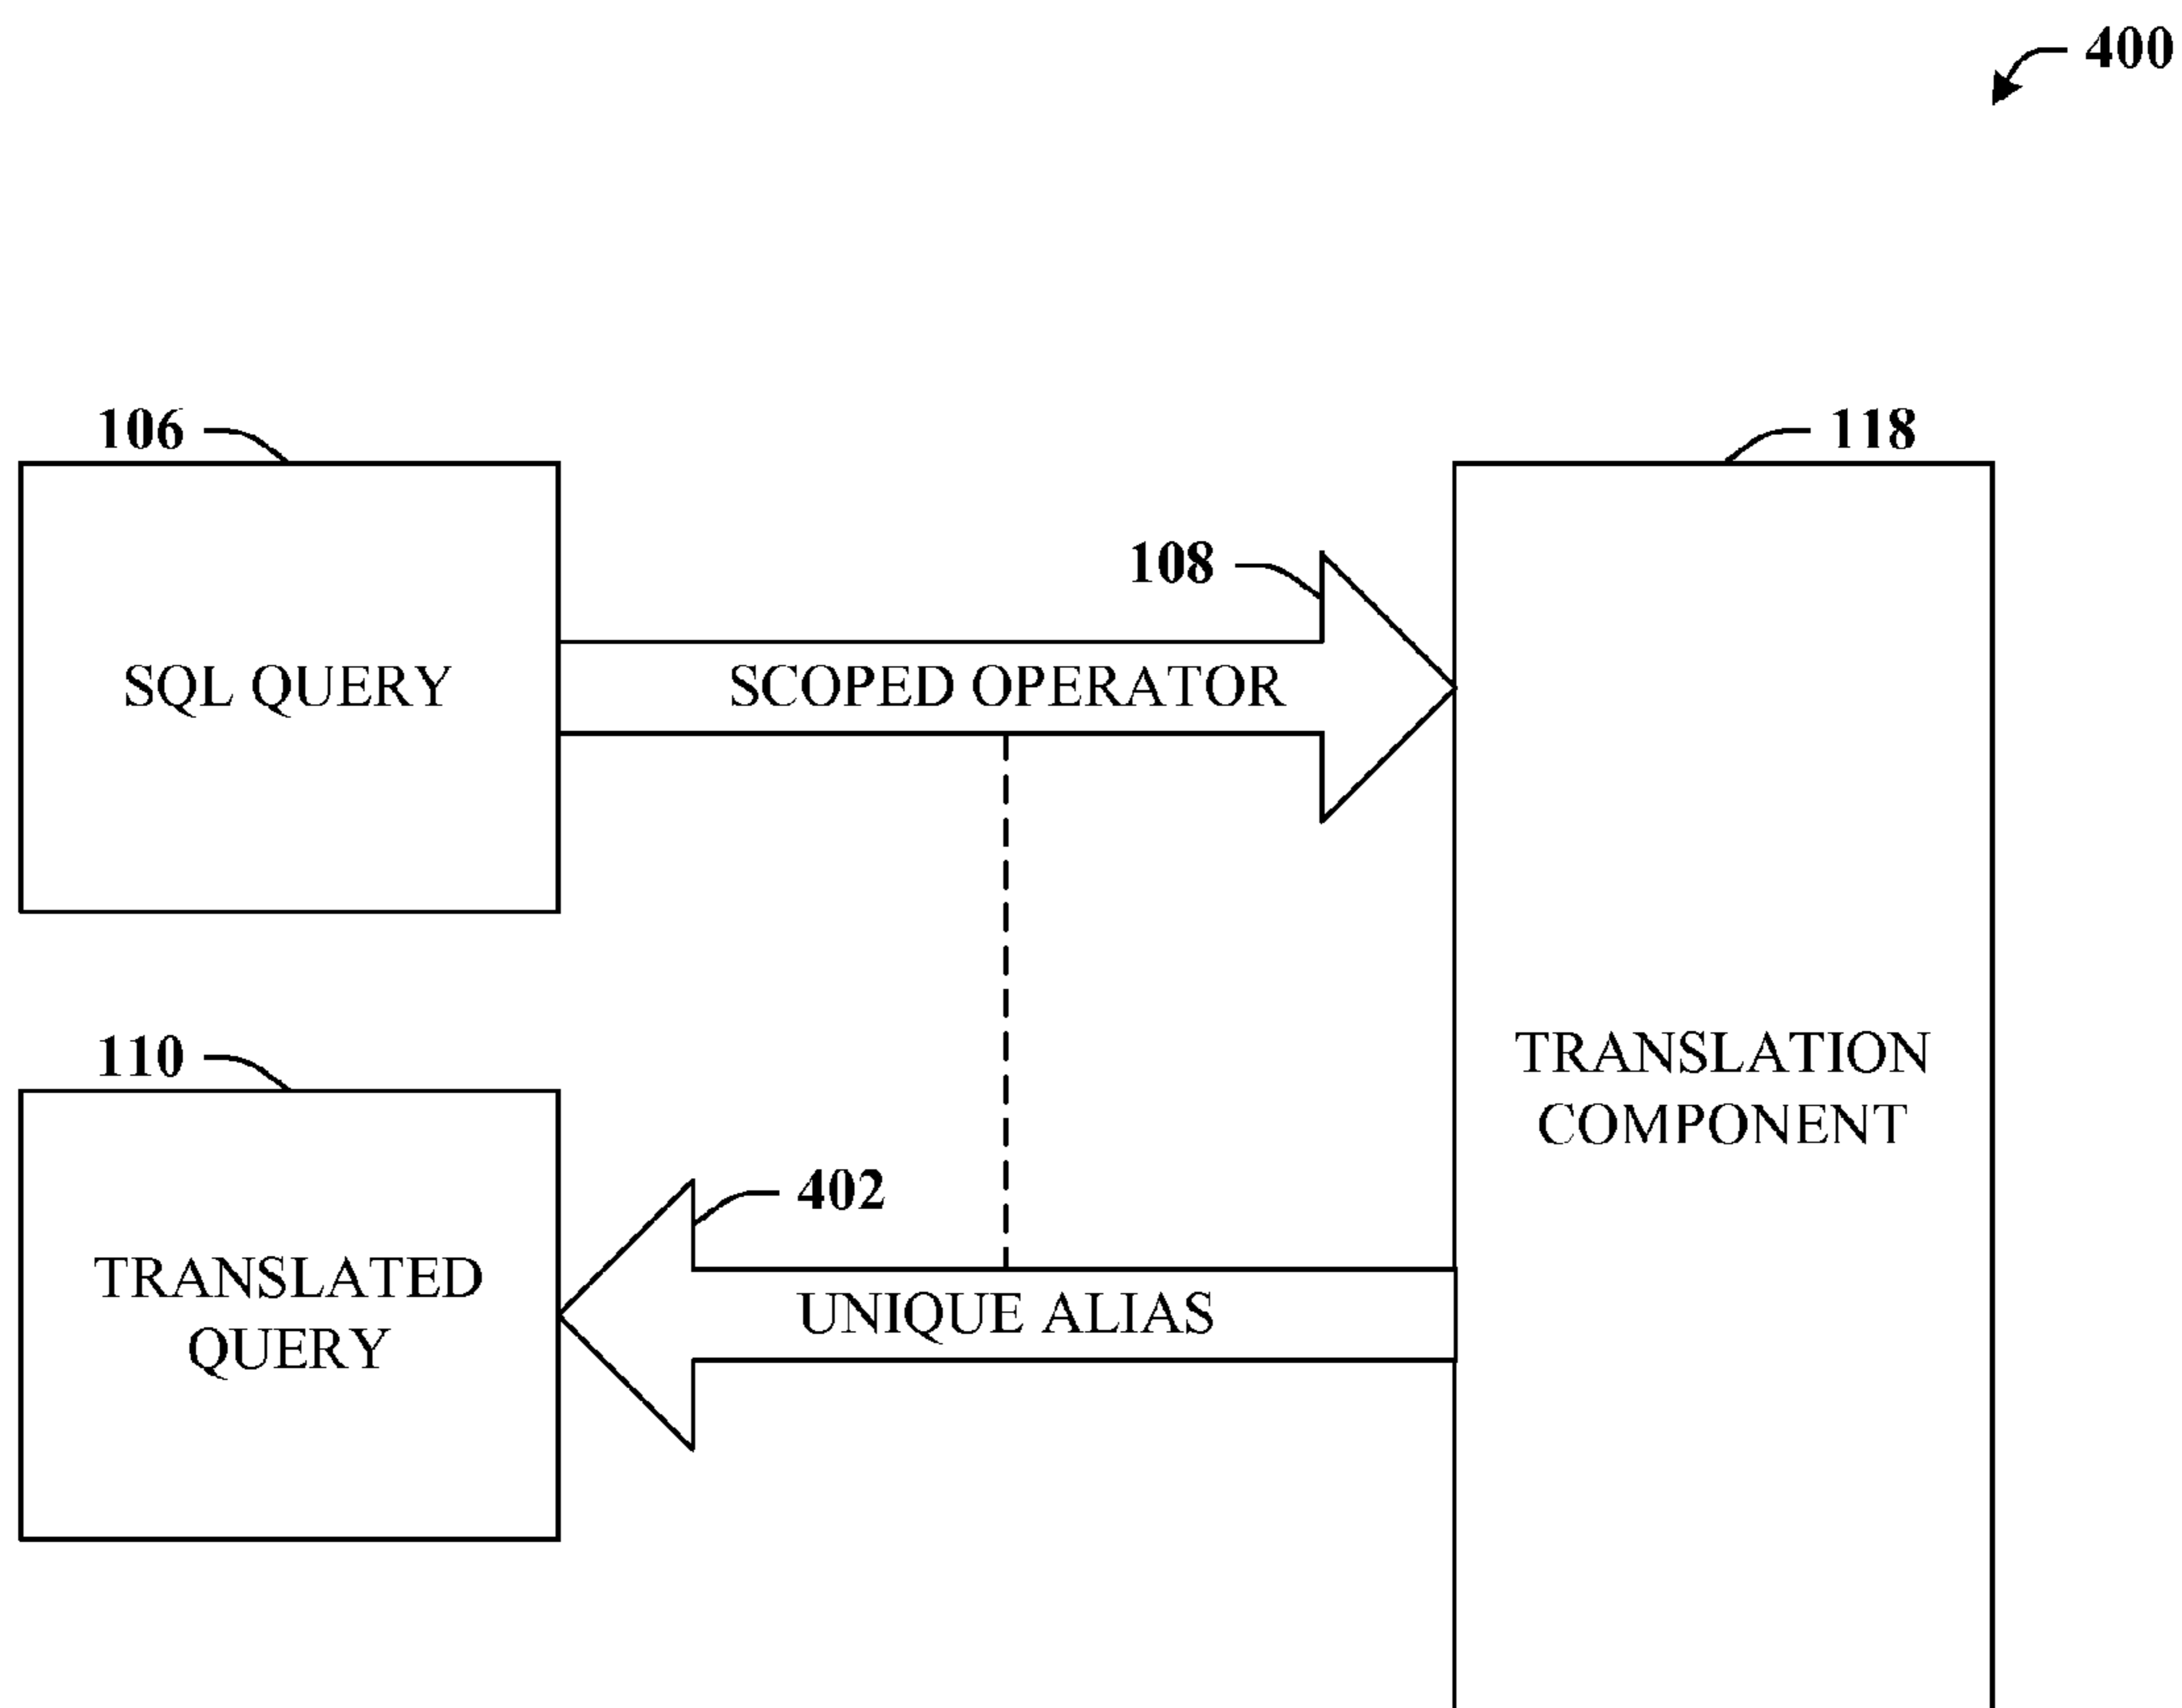 400
106
118
108
SQL QUERY
SCOPED OPERATOR
110
TRANSLATION
COMPONENT
402
TRANSLATED
QUERY
UNIQUE ALIAS